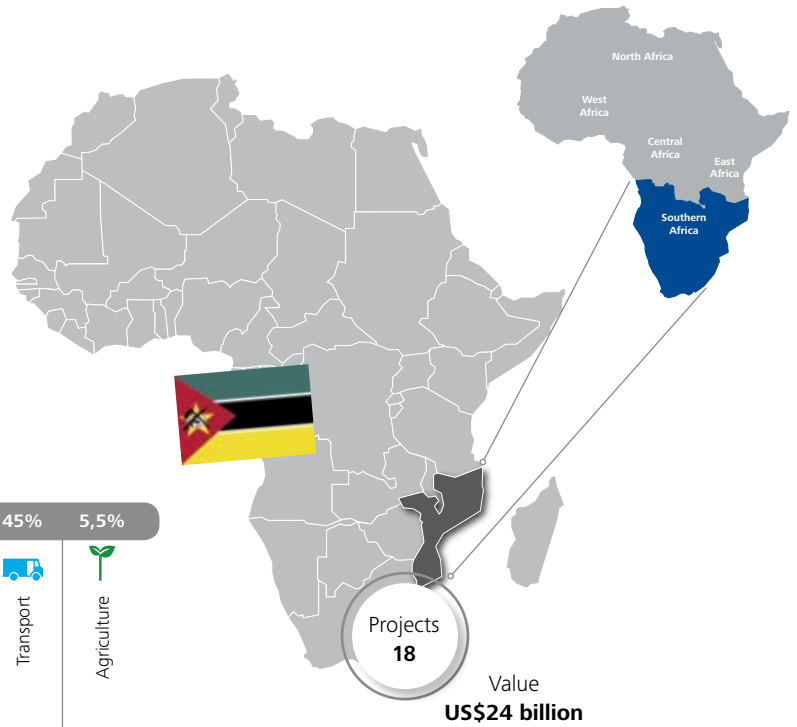 North Africa
West
Africa
Central
Africa
East
Africa
Southern
Africa
45%
5,5%
Transport
Agriculture
Projects
18
Value
US$24 billion